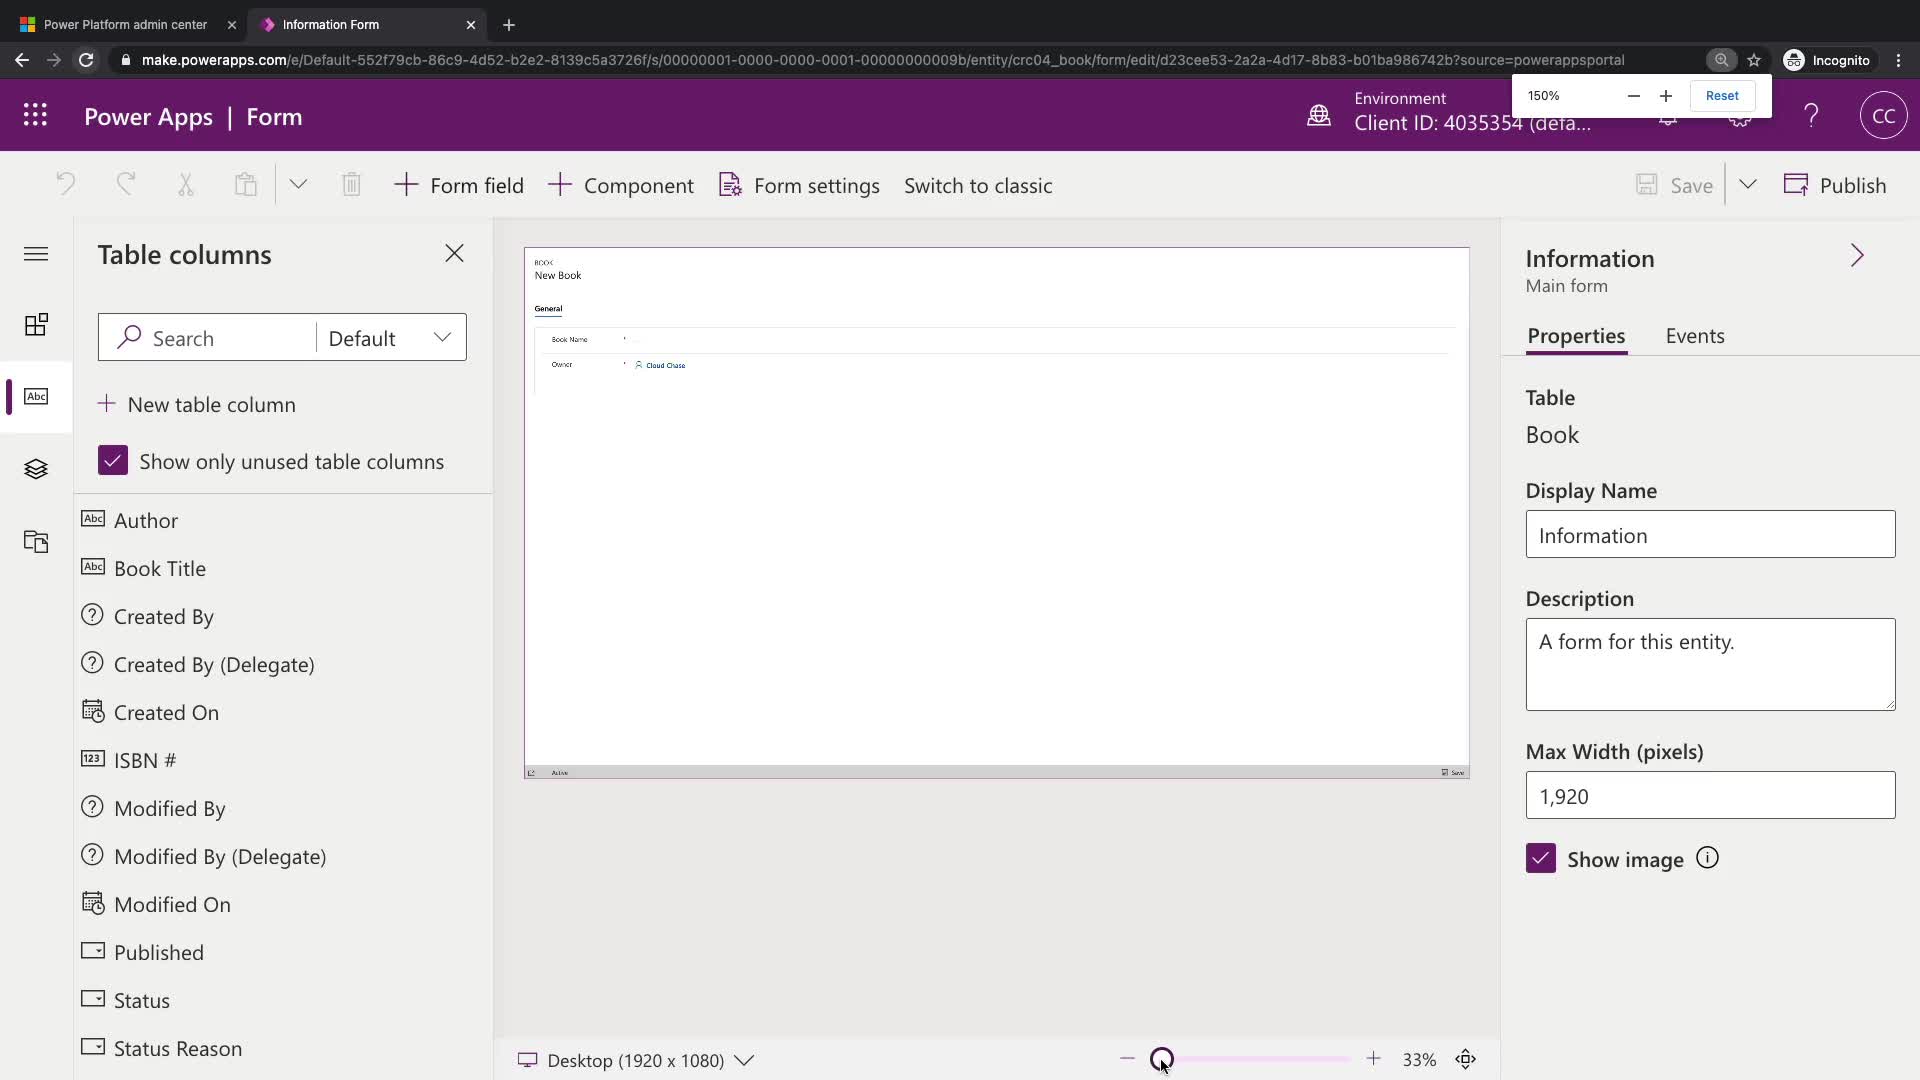 Power Platform admin center
Information Form
make.powerapps.com/e/Default-552f79cb-86c9-4d52-b2e2-8139c5a3726f/s/00000001-0000-0000-0001-00000000009b/entity/crc04_book/form/edit/d23cee53-2a2a-4d17-8b83-b01ba986742b?source=powerappsportal
Incognito
150%
Reset
Power Apps | Form
Environment
Client ID: 4035354 (defa...
CC
Form field
Component
Form settings
Switch to classic
Save
Publish
Table columns
Search
Default
New table column
Show only unused table columns
Abc Author
Abc Book Title
Created By
Created By (Delegate)
Created On
123 ISBN #
Modified By
Modified By (Delegate)
Modified On
Published
Status
Status Reason
BOOK
New Book
General
Book Name * ---
Owner * Cloud Chase
Active
Save
Desktop (1920 x 1080)
33%
Information
Main form
Properties
Events
Table
Book
Display Name
Information
Description
A form for this entity.
Max Width (pixels)
1,920
Show image